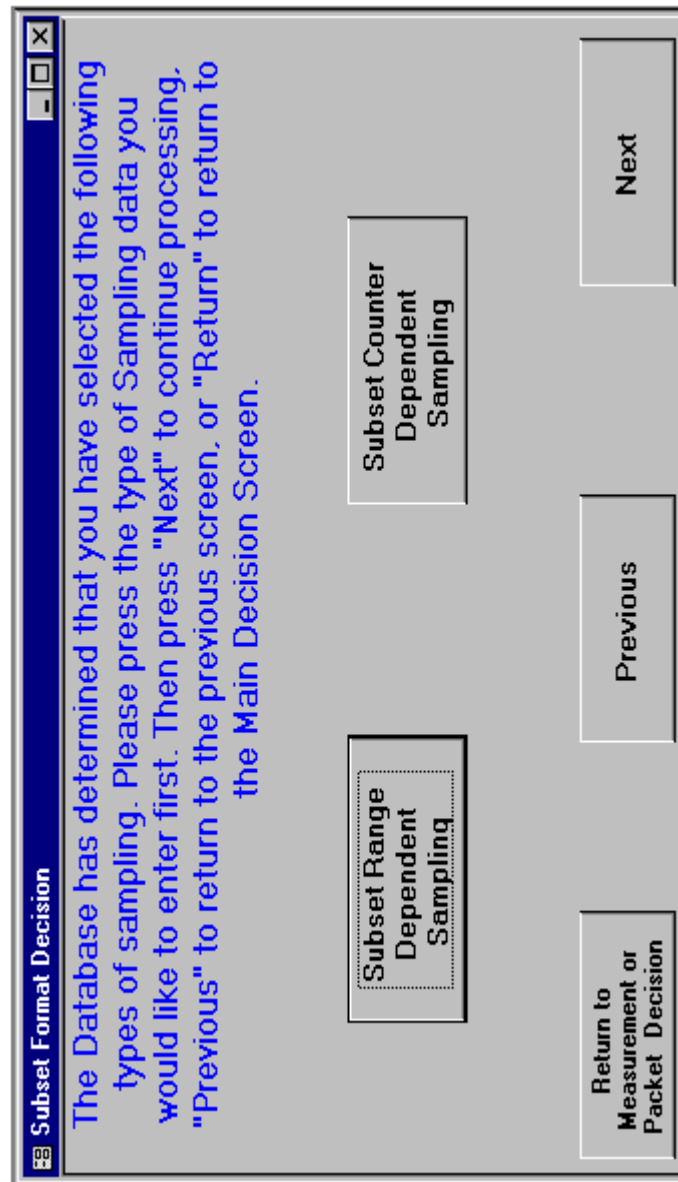 Subset Format Decision
The Database has determined that you have selected the following
types of sampling. Please press the type of Sampling data you
would like to enter first. Then press "Next" to continue processing,
"Previous" to return to the previous screen, or "Return" to return to
the Main Decision Screen.
Subset Range
Dependent
Sampling
Subset Counter
Dependent
Sampling
Return to
Measurement or
Packet Decision
Previous
Next